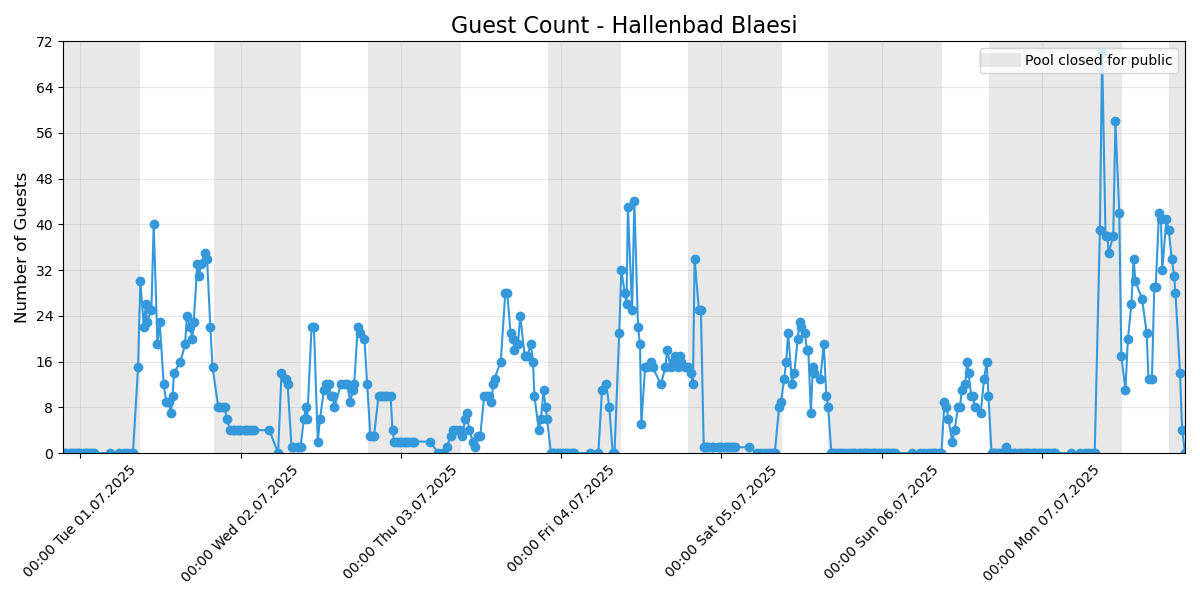 Guest Count - Hallenbad Blaesi
Pool closed for public
Number of Guests
72
64
56
48
40
32
24
16
8
0
00:00 Tue 01.07.2025
00:00 Wed 02.07.2025
00:00 Thu 03.07.2025
00:00 Fri 04.07.2025
00:00 Sat 05.07.2025
00:00 Sun 06.07.2025
00:00 Mon 07.07.2025